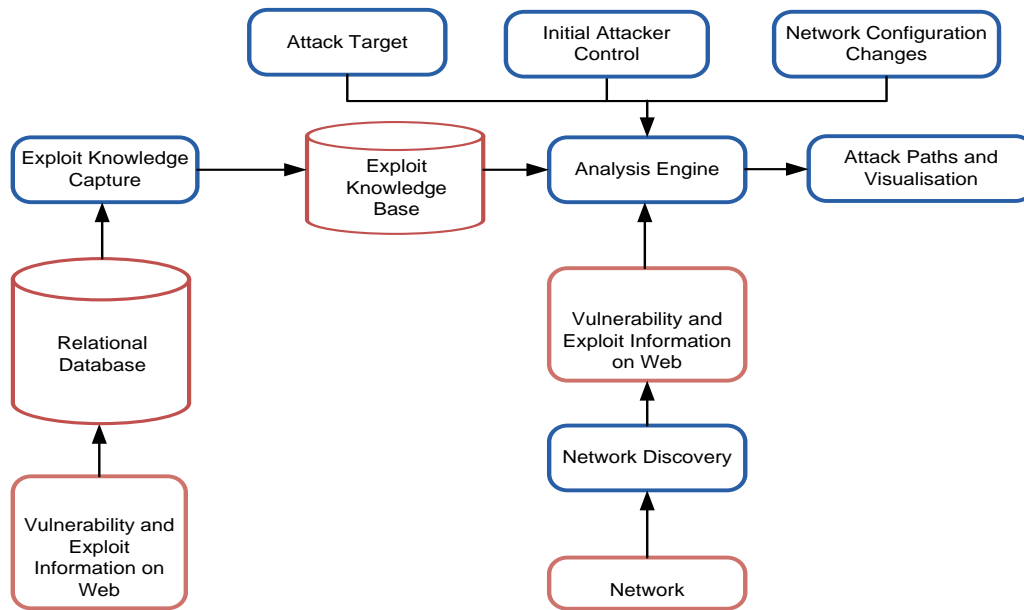 Attack Target
Initial Attacker
Control
Network Configuration
Changes
Exploit Knowledge
Capture
Exploit
Knowledge
Base
Analysis Engine
Attack Paths and
Visualisation
Relational
Database
Vulnerability and
Exploit Information
on Web
Network Discovery
Vulnerability and
Exploit
Information on
Web
Network